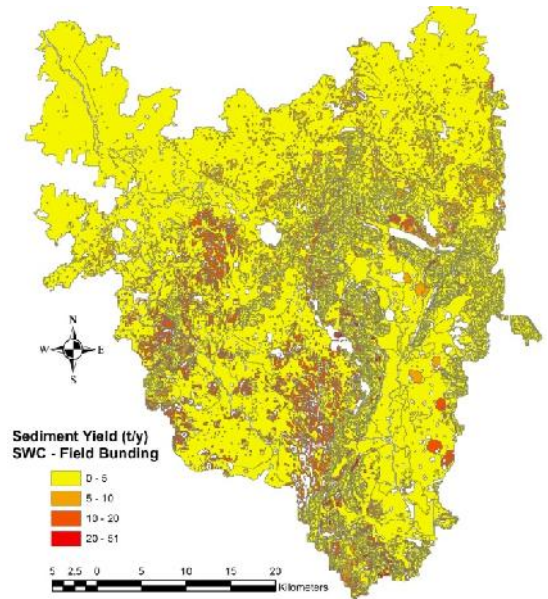 N
W E
S
Sediment Yield (t/y)
SWC - Field Bunding
0 - 5
5 - 10
10 - 20
20 - 51
5 2.5 0 5 10 15 20
Kilometers